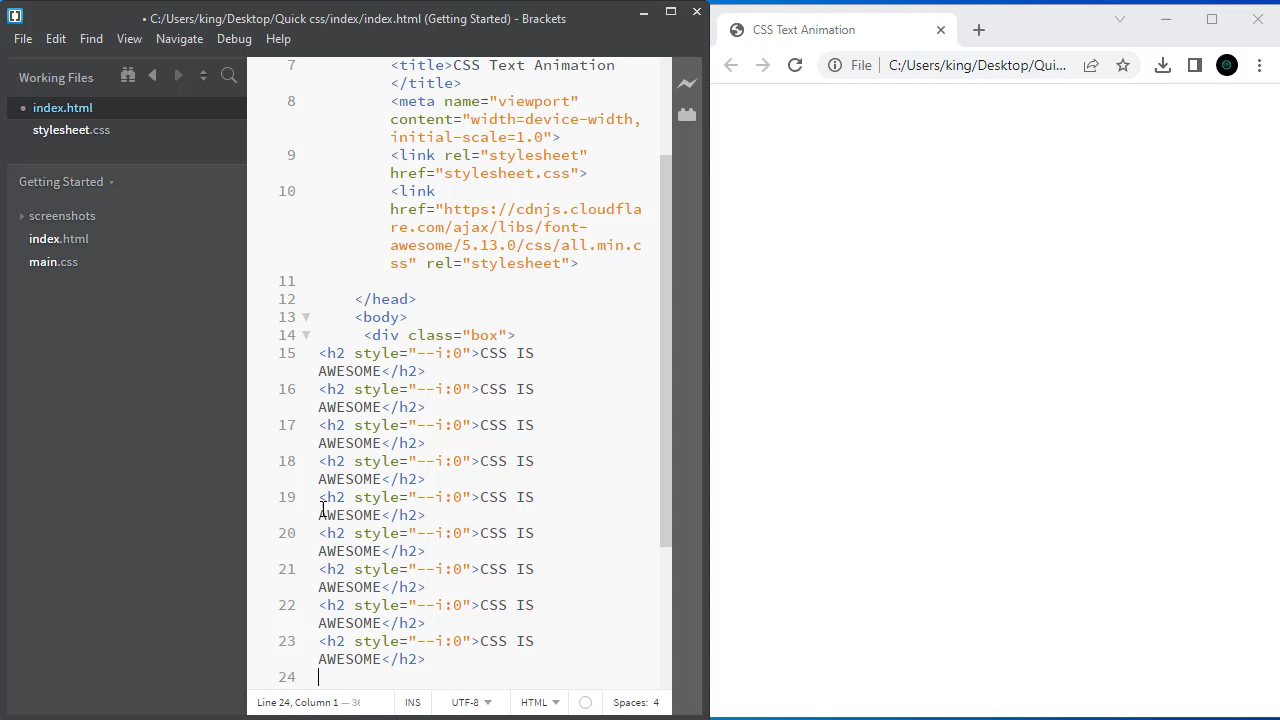 • C:/Users/king/Desktop/Quick css/index/index.html (Getting Started) - Brackets
File Edit Find View Navigate Debug Help
Working Files
• index.html
stylesheet.css
Getting Started
screenshots
index.html
main.css
7 <title>CSS Text Animation
</title>
8 <meta name="viewport"
content="width=device-width,
initial-scale=1.0">
9 <link rel="stylesheet"
href="stylesheet.css">
10 <link
href="https://cdnjs.cloudfla
re.com/ajax/libs/font-
awesome/5.13.0/css/all.min.c
ss" rel="stylesheet">
11
12 </head>
13 <body>
14 <div class="box">
15 <h2 style="--i:0">CSS IS
AWESOME</h2>
16 <h2 style="--i:0">CSS IS
AWESOME</h2>
17 <h2 style="--i:0">CSS IS
AWESOME</h2>
18 <h2 style="--i:0">CSS IS
AWESOME</h2>
19 <h2 style="--i:0">CSS IS
AWESOME</h2>
20 <h2 style="--i:0">CSS IS
AWESOME</h2>
21 <h2 style="--i:0">CSS IS
AWESOME</h2>
22 <h2 style="--i:0">CSS IS
AWESOME</h2>
23 <h2 style="--i:0">CSS IS
AWESOME</h2>
24
Line 24, Column 1 — 36 INS UTF-8 HTML Spaces: 4
CSS Text Animation
File C:/Users/king/Desktop/Qui...